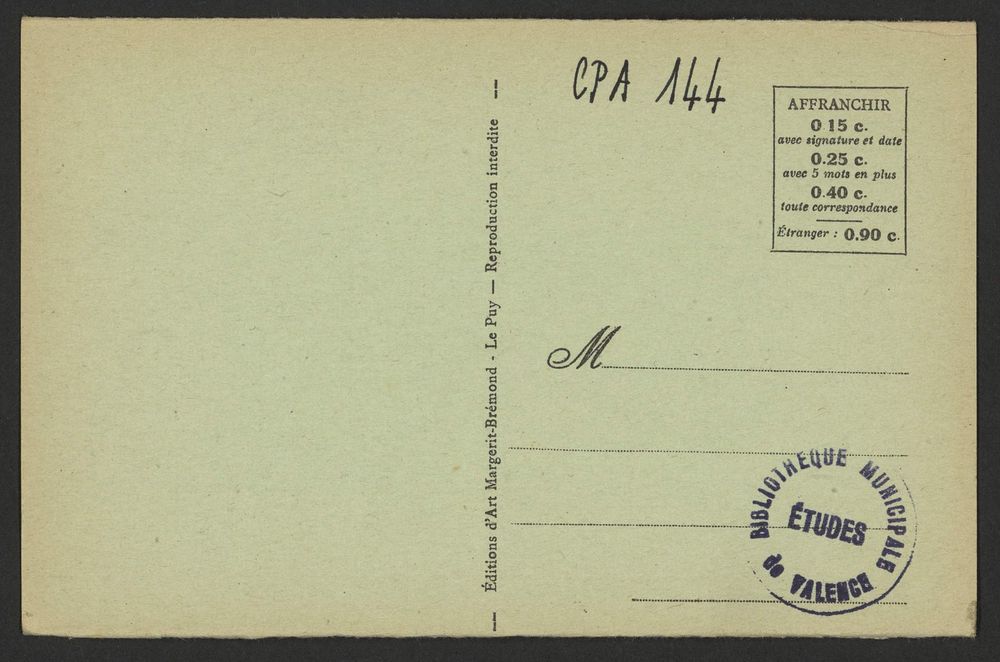 CPA 144
AFFRANCHIR
0 15 c.
avec signature et date
0.25 c.
avec 5 mots en plus
0.40 c.
toute correspondance
Étranger : 0.90 c.
Éditions d'Art Margerit-Brémond - Le Puy — Reproduction interdite
M
BIBLIOTHEQUE MUNICIPALE
ÉTUDES
de VALENCE